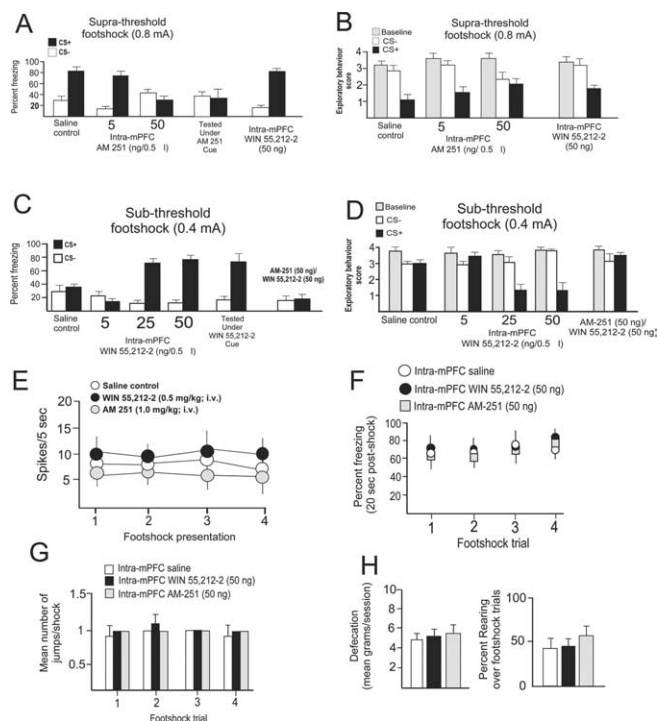 A
Supra-threshold
footshock (0.8 mA)
CS+
CS-
Percent freezing
100
80
60
40
20
Saline
control
5
50
Intra-mPFC
AM 251 (ng/0.5 l)
Tested
Under
AM 251
Cue
Intra-mPFC
WIN 55,212-2
(50 ng)
B
Supra-threshold
footshock (0.8 mA)
Baseline
CS-
CS+
Exploratory behaviour
score
4
3
2
1
Saline
control
5
50
Intra-mPFC
AM 251 (ng/ 0.5 l)
Intra-mPFC
WIN 55,212-2
(50 ng)
C
Sub-threshold
footshock (0.4 mA)
CS+
CS-
Percent freezing
100
80
60
40
20
Saline
control
5
25
50
Intra-mPFC
WIN 55,212-2 (ng/0.5 l)
Tested
Under
WIN 55,212-2
Cue
AM-251 (50 ng)/
WIN 55,212-2 (50 ng)
D
Sub-threshold
footshock (0.4 mA)
Baseline
CS-
CS+
Exploratory behaviour
score
4
3
2
1
Saline control
5
25
50
Intra-mPFC
WIN 55,212-2 (ng/0.5 l)
AM-251 (50 ng)/
WIN 55,212-2 (50 ng)
E
Saline control
WIN 55,212-2 (0.5 mg/kg; i.v.)
AM 251 (1.0 mg/kg; i.v.)
Spikes/5 sec
20
15
10
5
1
2
3
4
Footshock presentation
F
Intra-mPFC saline
Intra-mPFC WIN 55,212-2 (50 ng)
Intra-mPFC AM-251 (50 ng)
Percent freezing
(20 sec post-shock)
100
80
60
40
20
1
2
3
4
Footshock trial
G
Intra-mPFC saline
Intra-mPFC WIN 55,212-2 (50 ng)
Intra-mPFC AM-251 (50 ng)
Mean number of
jumps/shock
1.5
1
0.5
1
2
3
4
Footshock trial
H
Defecation
(mean grams/session)
10
8
6
4
2
Percent Rearing
over footshock trials
100
50